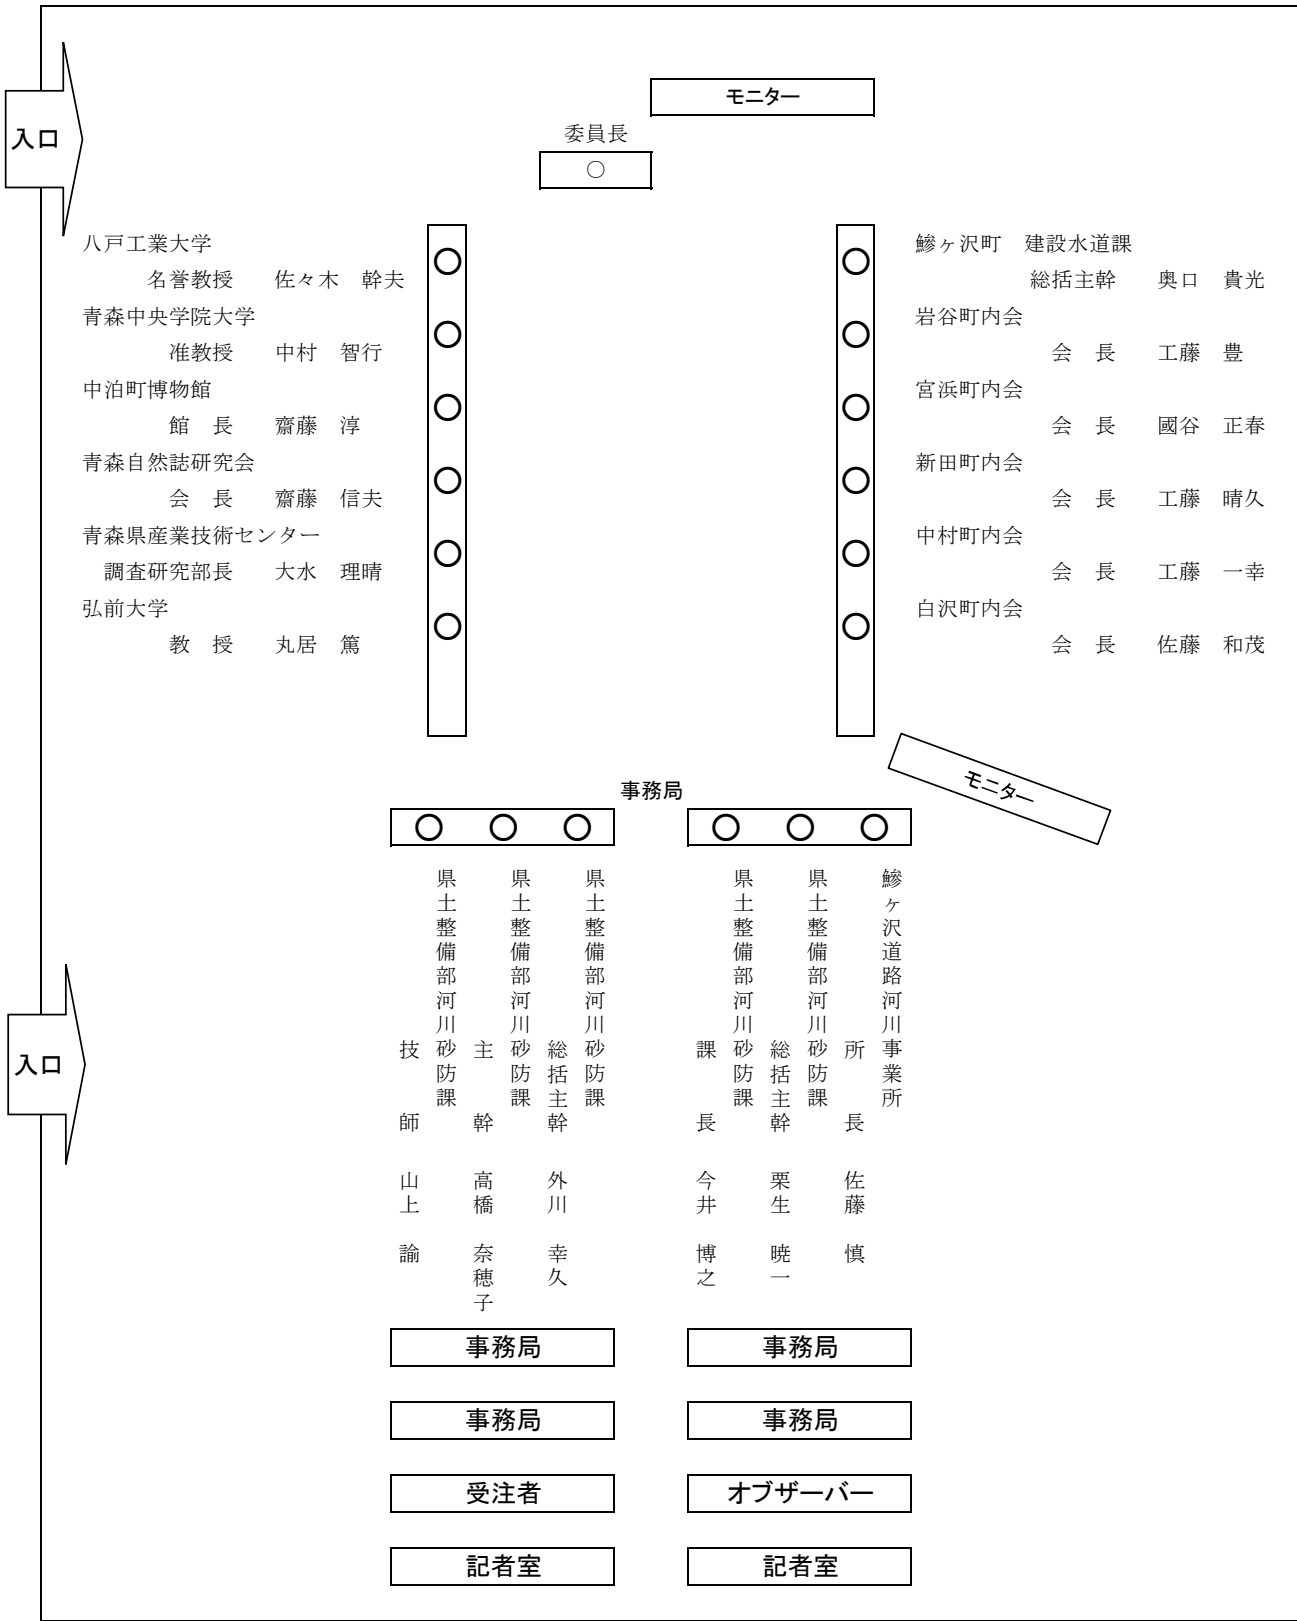 モニター
入口
委員長
○
八戸工業大学
名誉教授 佐々木 幹夫
青森中央学院大学
准教授 中村 智行
中泊町博物館
館 長 齋藤 淳
青森自然誌研究会
会 長 齋藤 信夫
青森県産業技術センター
調査研究部長 大水 理晴
弘前大学
教 授 丸居 篤
鰺ヶ沢町 建設水道課
総括主幹 奥口 貴光
岩谷町内会
会 長 工藤 豊
宮浜町内会
会 長 國谷 正春
新田町内会
会 長 工藤 晴久
中村町内会
会 長 工藤 一幸
白沢町内会
会 長 佐藤 和茂
モニター
事務局
鰺ヶ沢道路河川事業所
所 長 佐藤 慎
県土整備部河川砂防課
総括主幹 栗生 暁一
県土整備部河川砂防課
課 長 今井 博之
県土整備部河川砂防課
総括主幹 外川 幸久
県土整備部河川砂防課
主 幹 高橋 奈穂子
県土整備部河川砂防課
技 師 山上 諭
入口
事務局
事務局
事務局
事務局
受注者
オブザーバー
記者室
記者室